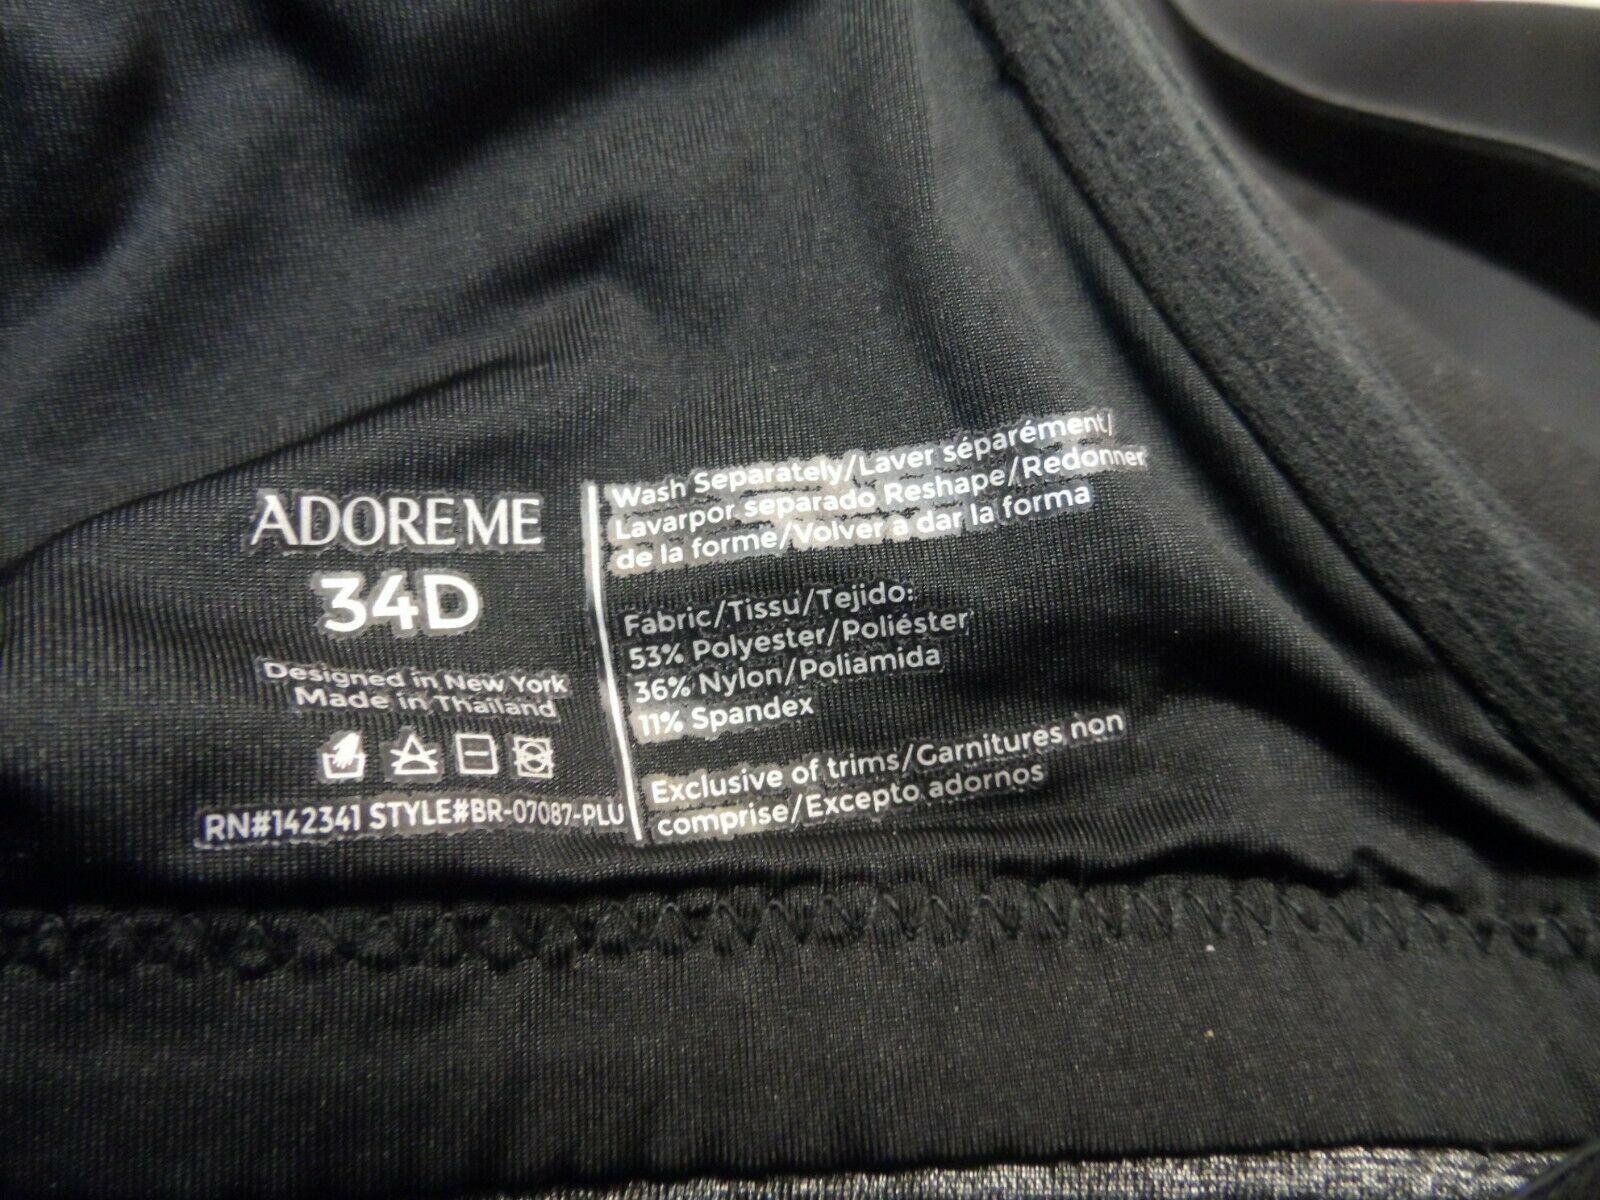 ADORE ME
34D
Designed in New York
Made in Thailand
RN#142341 STYLE#BR-07087-PLU
Wash Separately/Laver séparément/
Lavarpor separado Reshape/Redonner
de la forme/Volver a dar la forma
Fabric/Tissu/Tejido:
53% Polyester/Poliéster
36% Nylon/Poliamida
11% Spandex
Exclusive of trims/Garnitures non
comprise/Excepto adornos